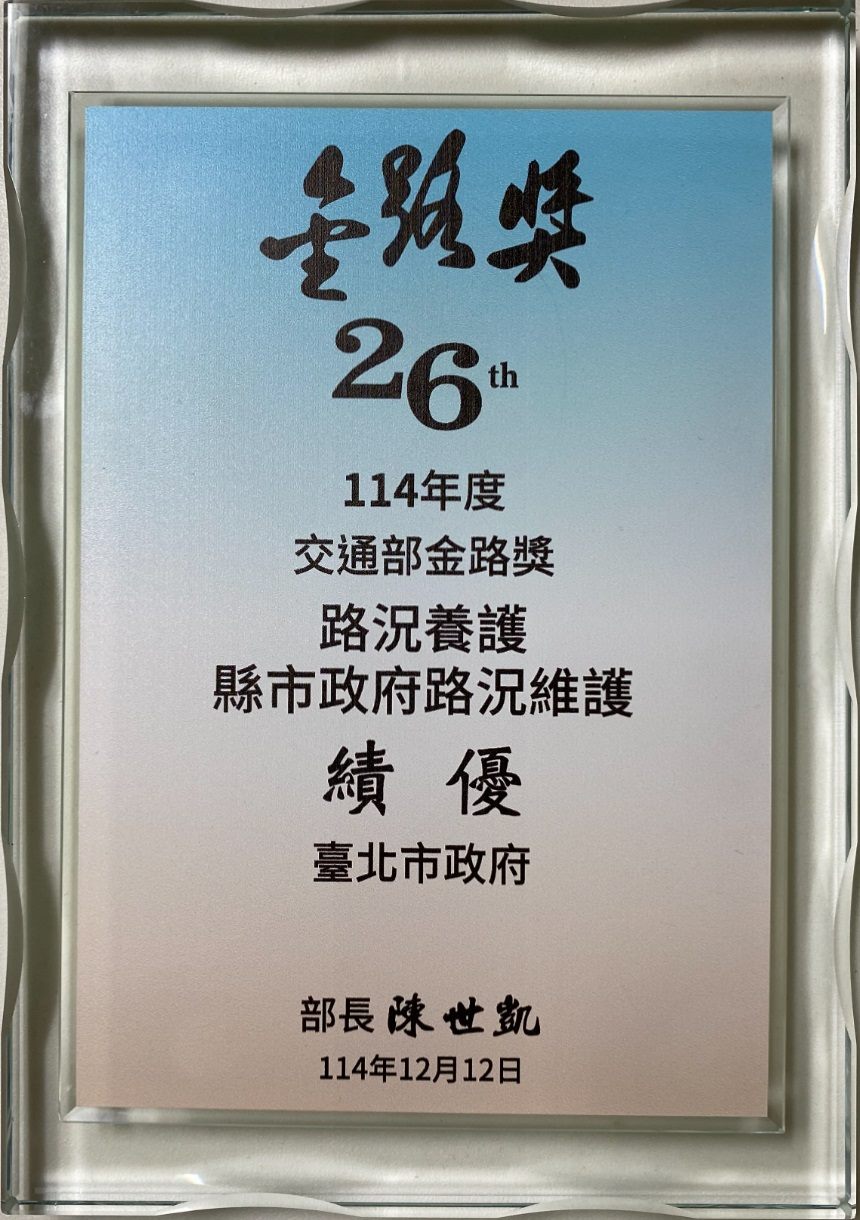 金路獎
26th
114年度
交通部金路獎
路況養護
縣市政府路況維護
績優
臺北市政府
部長 陳世凱
114年12月12日